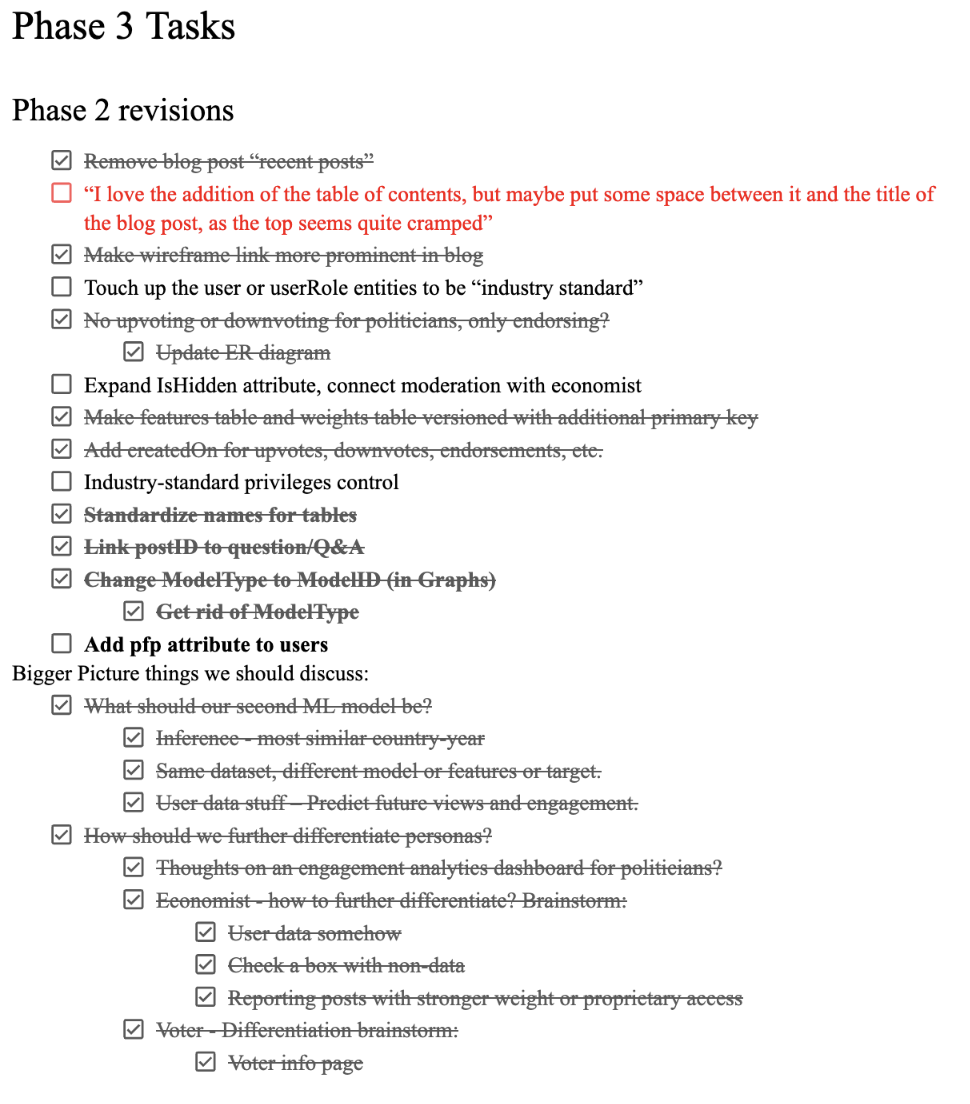 Phase 3 Tasks
Phase 2 revisions
Remove blog post “recent posts”
“I love the addition of the table of contents, but maybe put some space between it and the title of
the blog post, as the top seems quite cramped”
Make wireframe link more prominent in blog
Touch up the user or userRole entities to be “industry standard”
No upvoting or downvoting for politicians, only endorsing?
Update ER diagram
Expand IsHidden attribute, connect moderation with economist
Make features table and weights table versioned with additional primary key
Add createdOn for upvotes, downvotes, endorsements, etc.
Industry-standard privileges control
Standardize names for tables
Link postID to question/Q&A
Change ModelType to ModelID (in Graphs)
Get rid of ModelType
Add pfp attribute to users
Bigger Picture things we should discuss:
What should our second ML model be?
Inference - most similar country-year
Same dataset, different model or features or target.
User data stuff – Predict future views and engagement.
How should we further differentiate personas?
Thoughts on an engagement analytics dashboard for politicians?
Economist - how to further differentiate? Brainstorm:
User data somehow
Check a box with non-data
Reporting posts with stronger weight or proprietary access
Voter - Differentiation brainstorm:
Voter info page